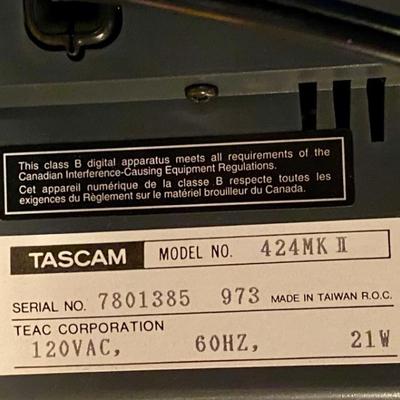 This class B digital apparatus meets all requirements of the
Canadian Interference-Causing Equipment Regulations.
Cet appareil numérique de la classe B respecte toutes les
exigences du Règlement sur le matériel brouilleur du Canada.
TASCAM MODEL NO. 424MK II
SERIAL NO. 7801385 973 MADE IN TAIWAN R.O.C.
TEAC CORPORATION
120VAC, 60HZ, 21W